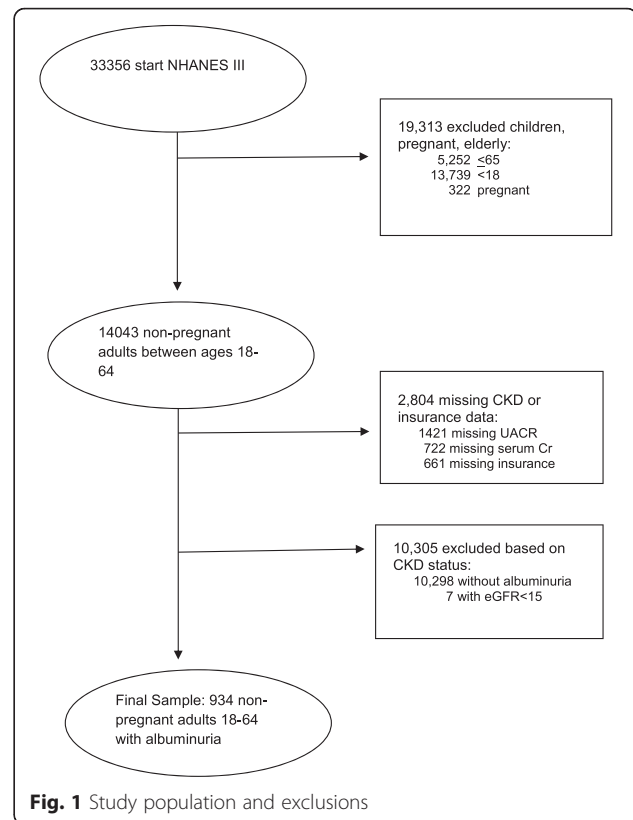 33356 start NHANES III
19,313 excluded children,
pregnant, elderly:
5,252 ≤65
13,739 <18
322 pregnant
14043 non-pregnant
adults between ages 18-
64
2,804 missing CKD or
insurance data:
1421 missing UACR
722 missing serum Cr
661 missing insurance
10,305 excluded based on
CKD status:
10,298 without albuminuria
7 with eGFR<15
Final Sample: 934 non-
pregnant adults 18-64
with albuminuria
Fig. 1 Study population and exclusions